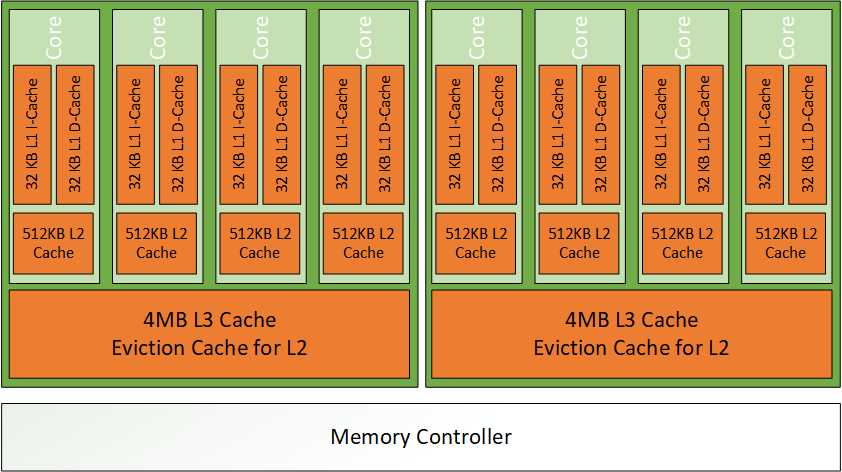 Core
Core
Core
Core
Core
Core
Core
Core
32 KB L1 I-Cache
32 KB L1 D-Cache
32 KB L1 I-Cache
32 KB L1 D-Cache
32 KB L1 I-Cache
32 KB L1 D-Cache
32 KB L1 I-Cache
32 KB L1 D-Cache
32 KB L1 I-Cache
32 KB L1 D-Cache
32 KB L1 I-Cache
32 KB L1 D-Cache
32 KB L1 I-Cache
32 KB L1 D-Cache
32 KB L1 I-Cache
32 KB L1 D-Cache
512KB L2
Cache
512KB L2
Cache
512KB L2
Cache
512KB L2
Cache
512KB L2
Cache
512KB L2
Cache
512KB L2
Cache
512KB L2
Cache
4MB L3 Cache
Eviction Cache for L2
4MB L3 Cache
Eviction Cache for L2
Memory Controller